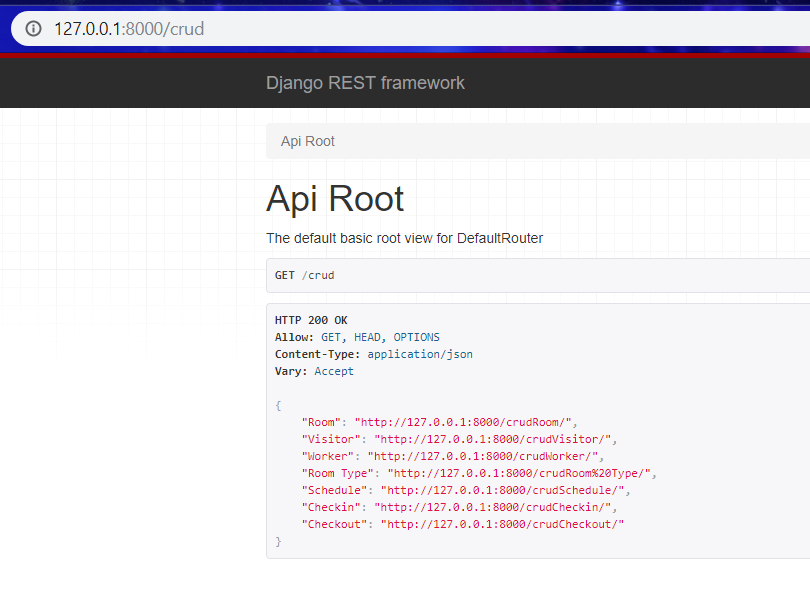 127.0.0.1:8000/crud
Django REST framework
Api Root
Api Root
The default basic root view for DefaultRouter
GET /crud
HTTP 200 OK
Allow: GET, HEAD, OPTIONS
Content-Type: application/json
Vary: Accept
{
"Room": "http://127.0.0.1:8000/crudRoom/",
"Visitor": "http://127.0.0.1:8000/crudVisitor/",
"Worker": "http://127.0.0.1:8000/crudWorker/",
"Room Type": "http://127.0.0.1:8000/crudRoom%20Type/",
"Schedule": "http://127.0.0.1:8000/crudSchedule/",
"Checkin": "http://127.0.0.1:8000/crudCheckin/",
"Checkout": "http://127.0.0.1:8000/crudCheckout/"
}